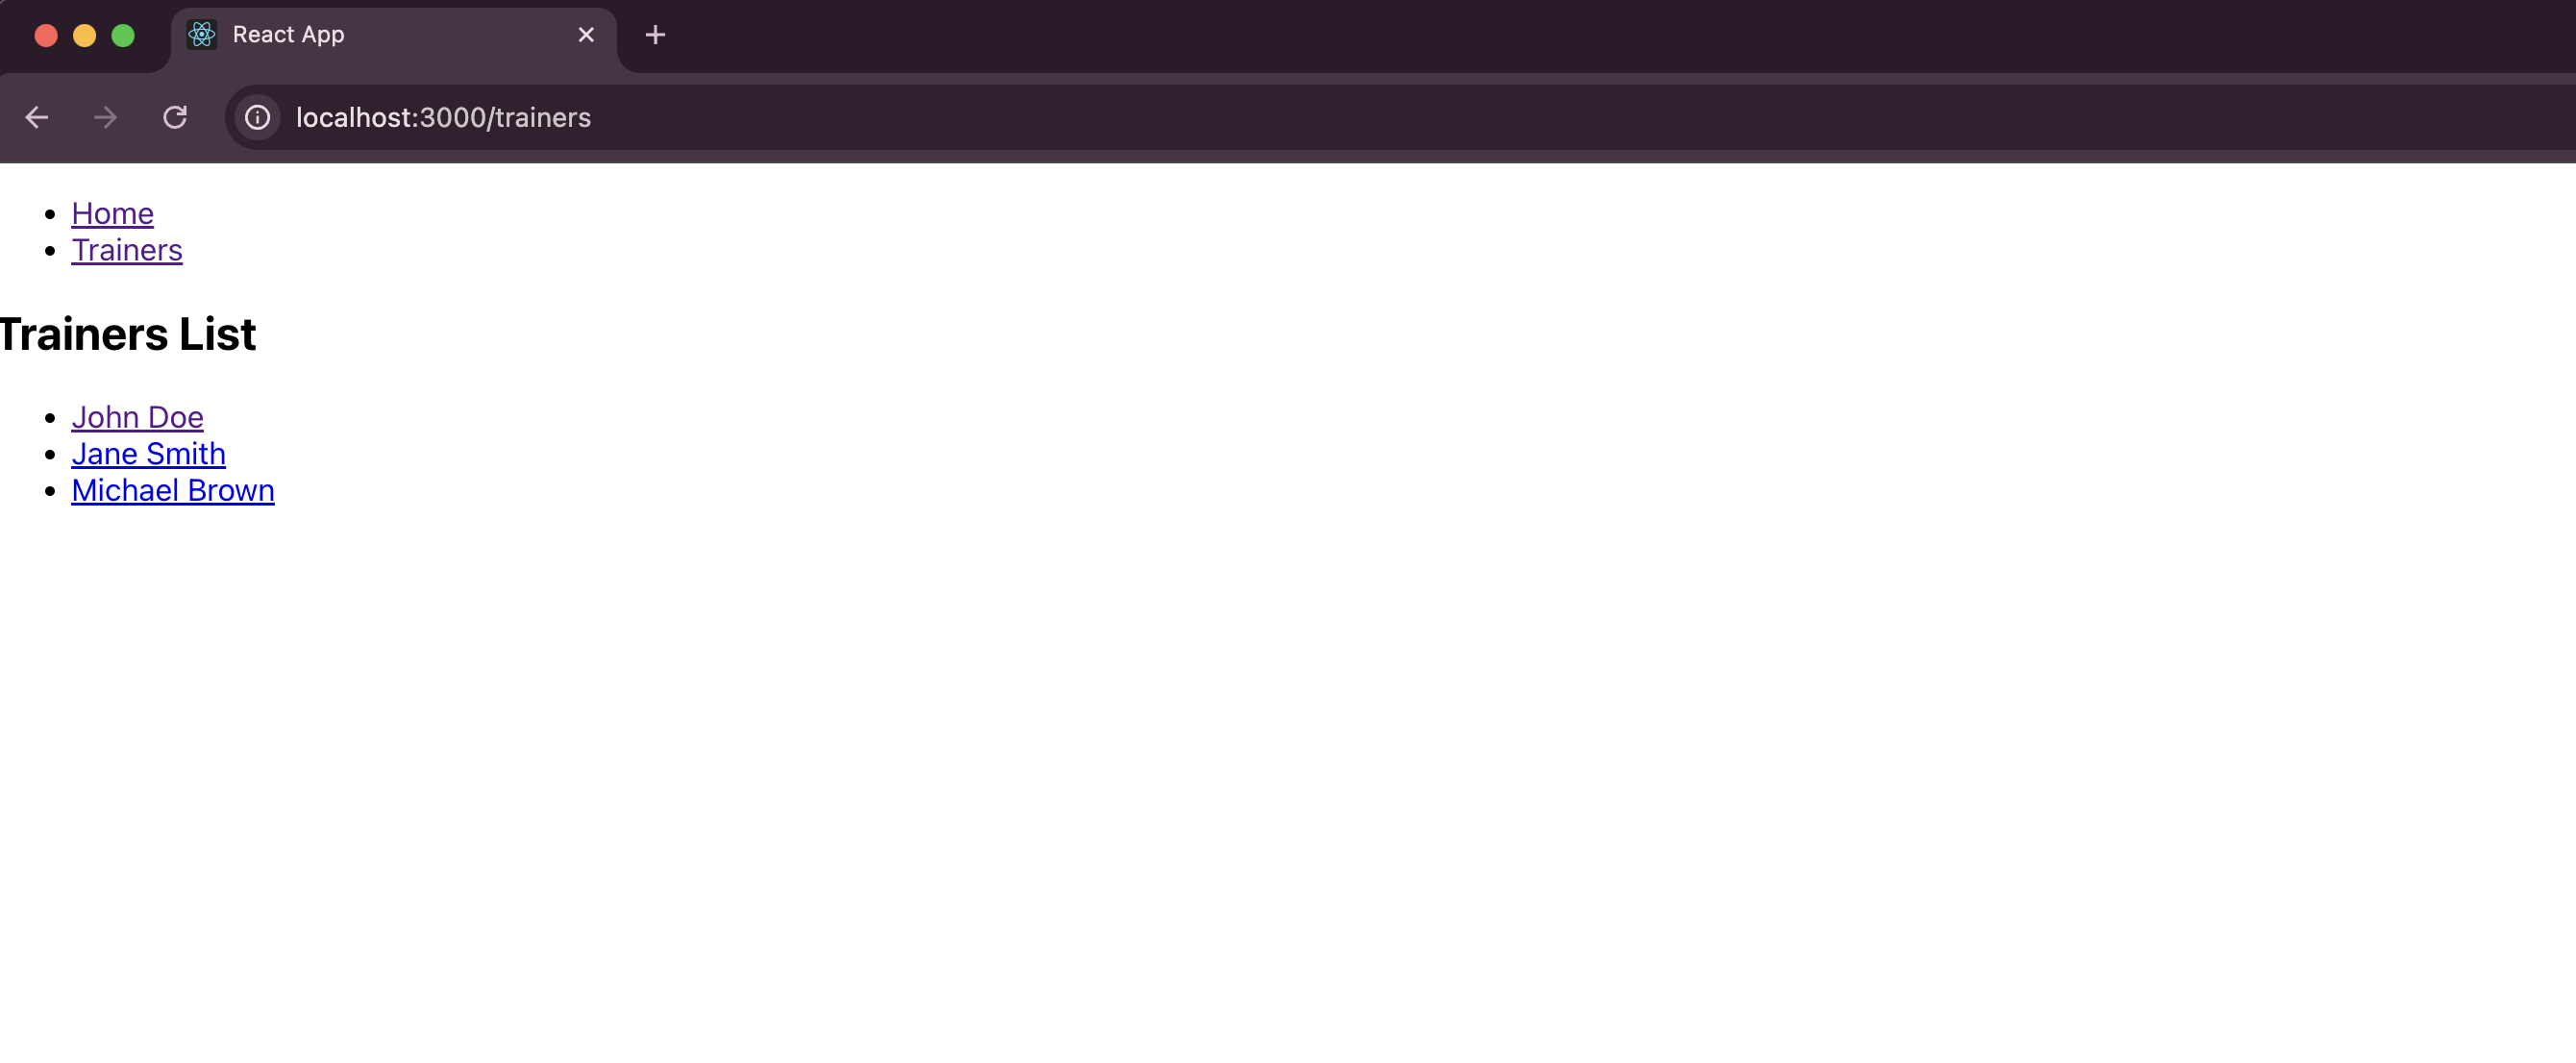 React App
localhost:3000/trainers
Home
Trainers
Trainers List
John Doe
Jane Smith
Michael Brown